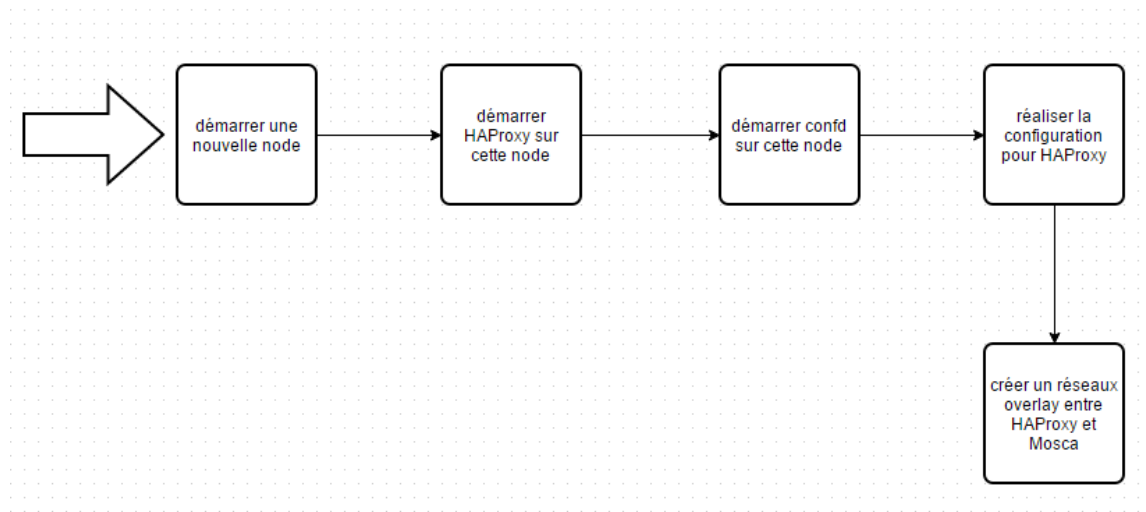 démarrer une
nouvelle node
démarrer
HAProxy sur
cette node
démarrer confd
sur cette node
réaliser la
configuration
pour HAProxy
créer un réseaux
overlay entre
HAProxy et
Mosca